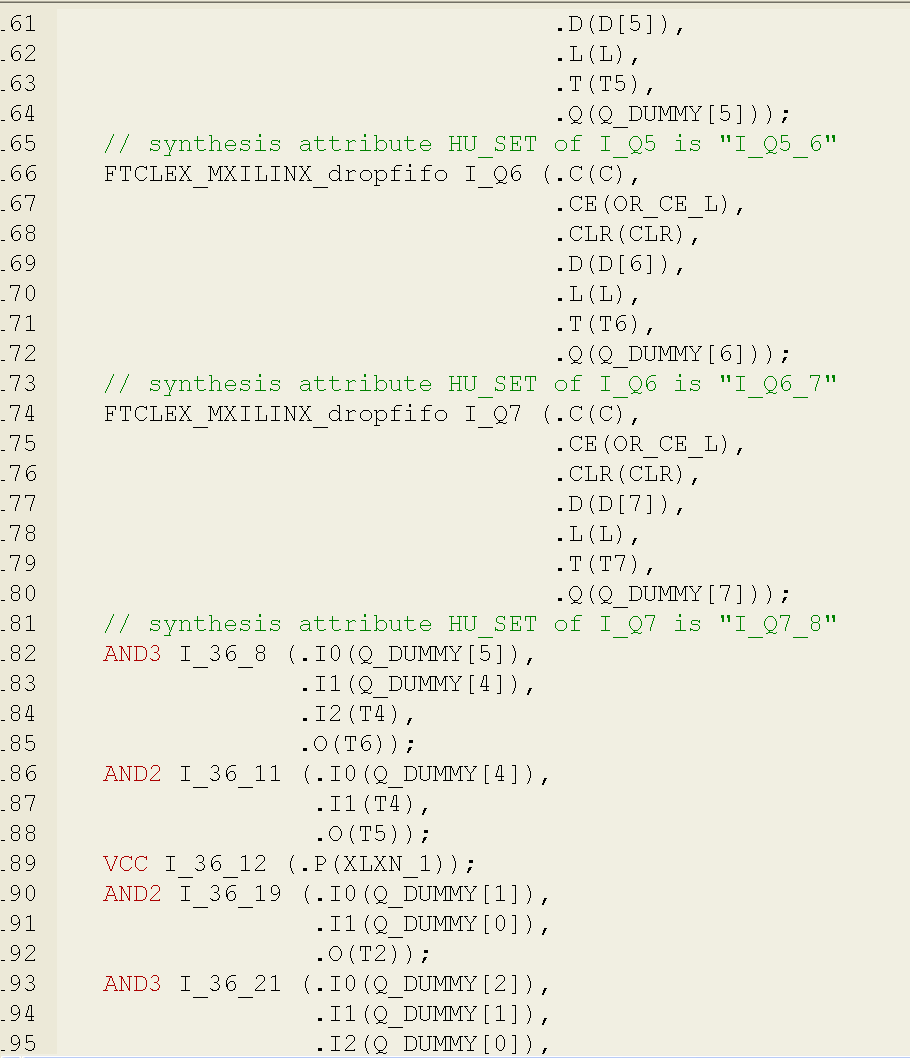 .61                                  .D(D[5]),
.62                                  .L(L),
.63                                  .T(T5),
.64                                  .Q(Q_DUMMY[5]));
.65    // synthesis attribute HU_SET of I_Q5 is "I_Q5_6"
.66    FTCLEX_MXILINX_dropfifo I_Q6 (.C(C),
.67                                  .CE(OR_CE_L),
.68                                  .CLR(CLR),
.69                                  .D(D[6]),
.70                                  .L(L),
.71                                  .T(T6),
.72                                  .Q(Q_DUMMY[6]));
.73    // synthesis attribute HU_SET of I_Q6 is "I_Q6_7"
.74    FTCLEX_MXILINX_dropfifo I_Q7 (.C(C),
.75                                  .CE(OR_CE_L),
.76                                  .CLR(CLR),
.77                                  .D(D[7]),
.78                                  .L(L),
.79                                  .T(T7),
.80                                  .Q(Q_DUMMY[7]));
.81    // synthesis attribute HU_SET of I_Q7 is "I_Q7_8"
.82    AND3 I_36_8 (.I0(Q_DUMMY[5]),
.83                 .I1(Q_DUMMY[4]),
.84                 .I2(T4),
.85                 .O(T6));
.86    AND2 I_36_11 (.I0(Q_DUMMY[4]),
.87                  .I1(T4),
.88                  .O(T5));
.89    VCC I_36_12 (.P(XLXN_1));
.90    AND2 I_36_19 (.I0(Q_DUMMY[1]),
.91                  .I1(Q_DUMMY[0]),
.92                  .O(T2));
.93    AND3 I_36_21 (.I0(Q_DUMMY[2]),
.94                  .I1(Q_DUMMY[1]),
.95                  .I2(Q_DUMMY[0]),